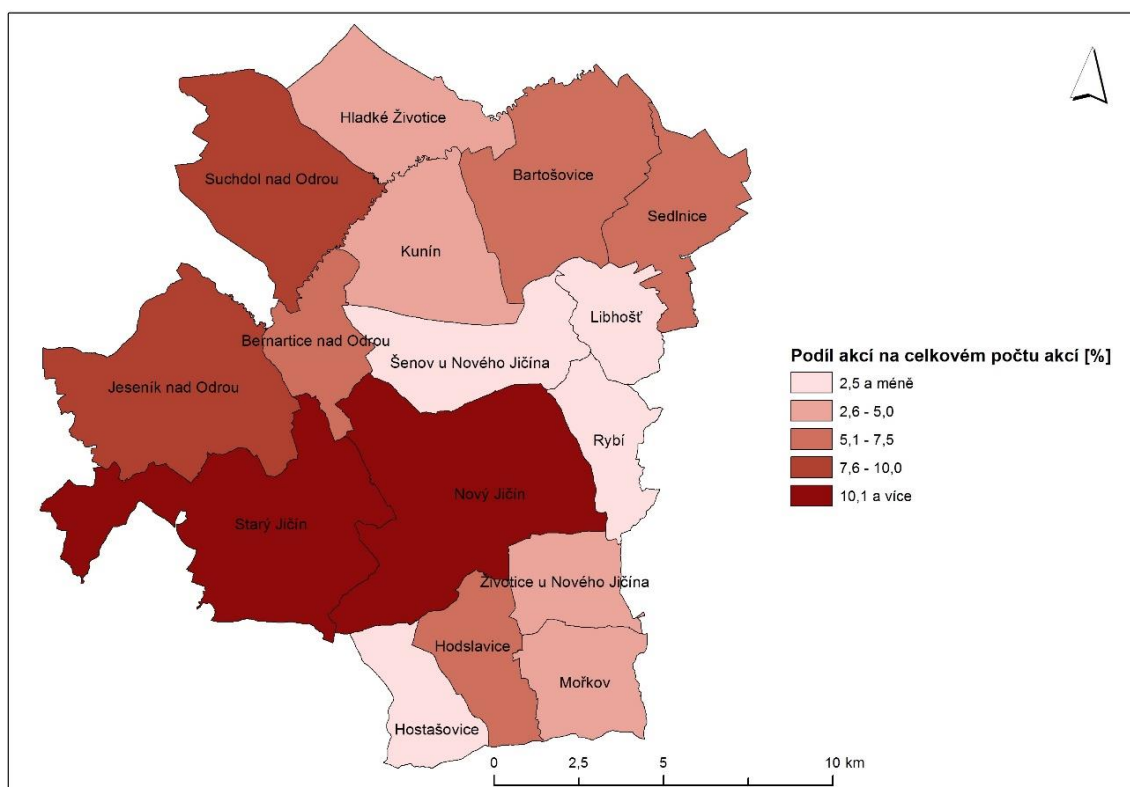 Hladké Životice
Suchdol nad Odrou
Bartošovice
Sedlnice
Kunín
Libhošť
Bernartice nad Odrou
Šenov u Nového Jičína
Jeseník nad Odrou
Rybí
Nový Jičín
Starý Jičín
Životice u Nového Jičína
Hodslavice
Mořkov
Hostašovice
Podíl akcí na celkovém počtu akcí [%]
2,5 a méně
2,6 - 5,0
5,1 - 7,5
7,6 - 10,0
10,1 a více
0 2,5 5 10 km